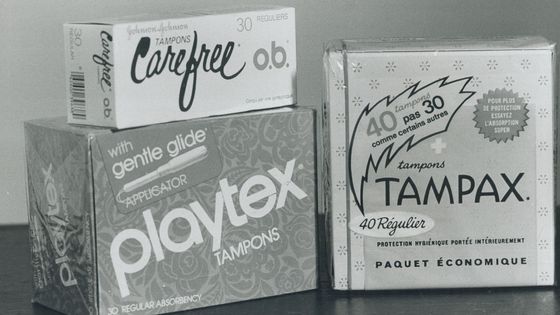 Johnson & Johnson
30 RÉGULIERS
TAMPONS
Carefree
o.b.
30
o.b.
with
gentle glide
APPLICATOR
playtex
TAMPONS
30 REGULAR ABSORBENCY
40 tampons
pas 30
comme certains autres
POUR PLUS
DE PROTECTION
ESSAYEZ
L'ABSORPTION
SUPER
tampons
TAMPAX.
40 Régulier
PROTECTION HYGIÉNIQUE PORTÉE INTÉRIEUREMENT
PAQUET ÉCONOMIQUE